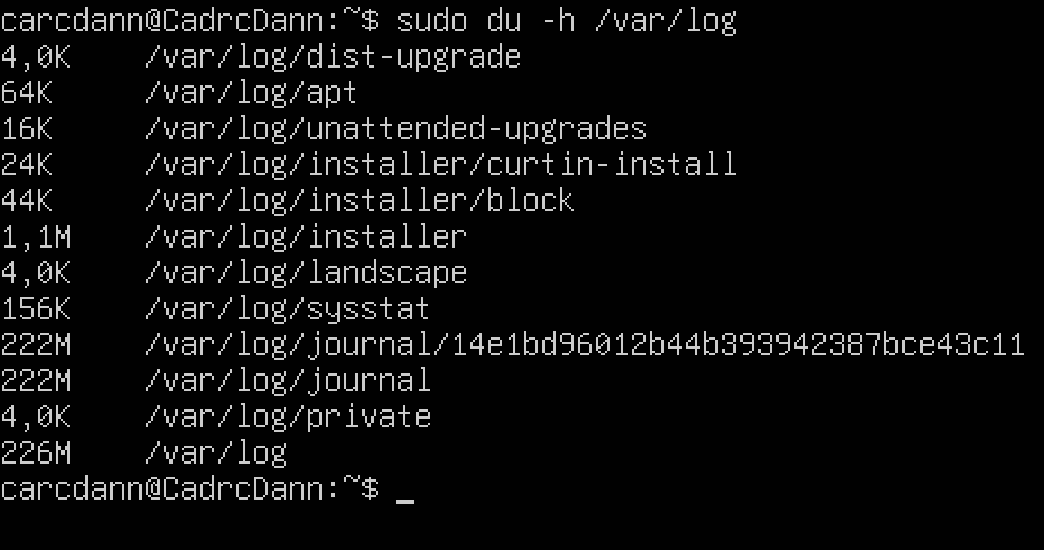 carcdann@CadrcDann:~$ sudo du -h /var/log
4,0K    /var/log/dist-upgrade
64K     /var/log/apt
16K     /var/log/unattended-upgrades
24K     /var/log/installer/curtin-install
44K     /var/log/installer/block
1,1M    /var/log/installer
4,0K    /var/log/landscape
156K    /var/log/sysstat
222M    /var/log/journal/14e1bd96012b44b393942387bce43c11
222M    /var/log/journal
4,0K    /var/log/private
226M    /var/log
carcdann@CadrcDann:~$ _